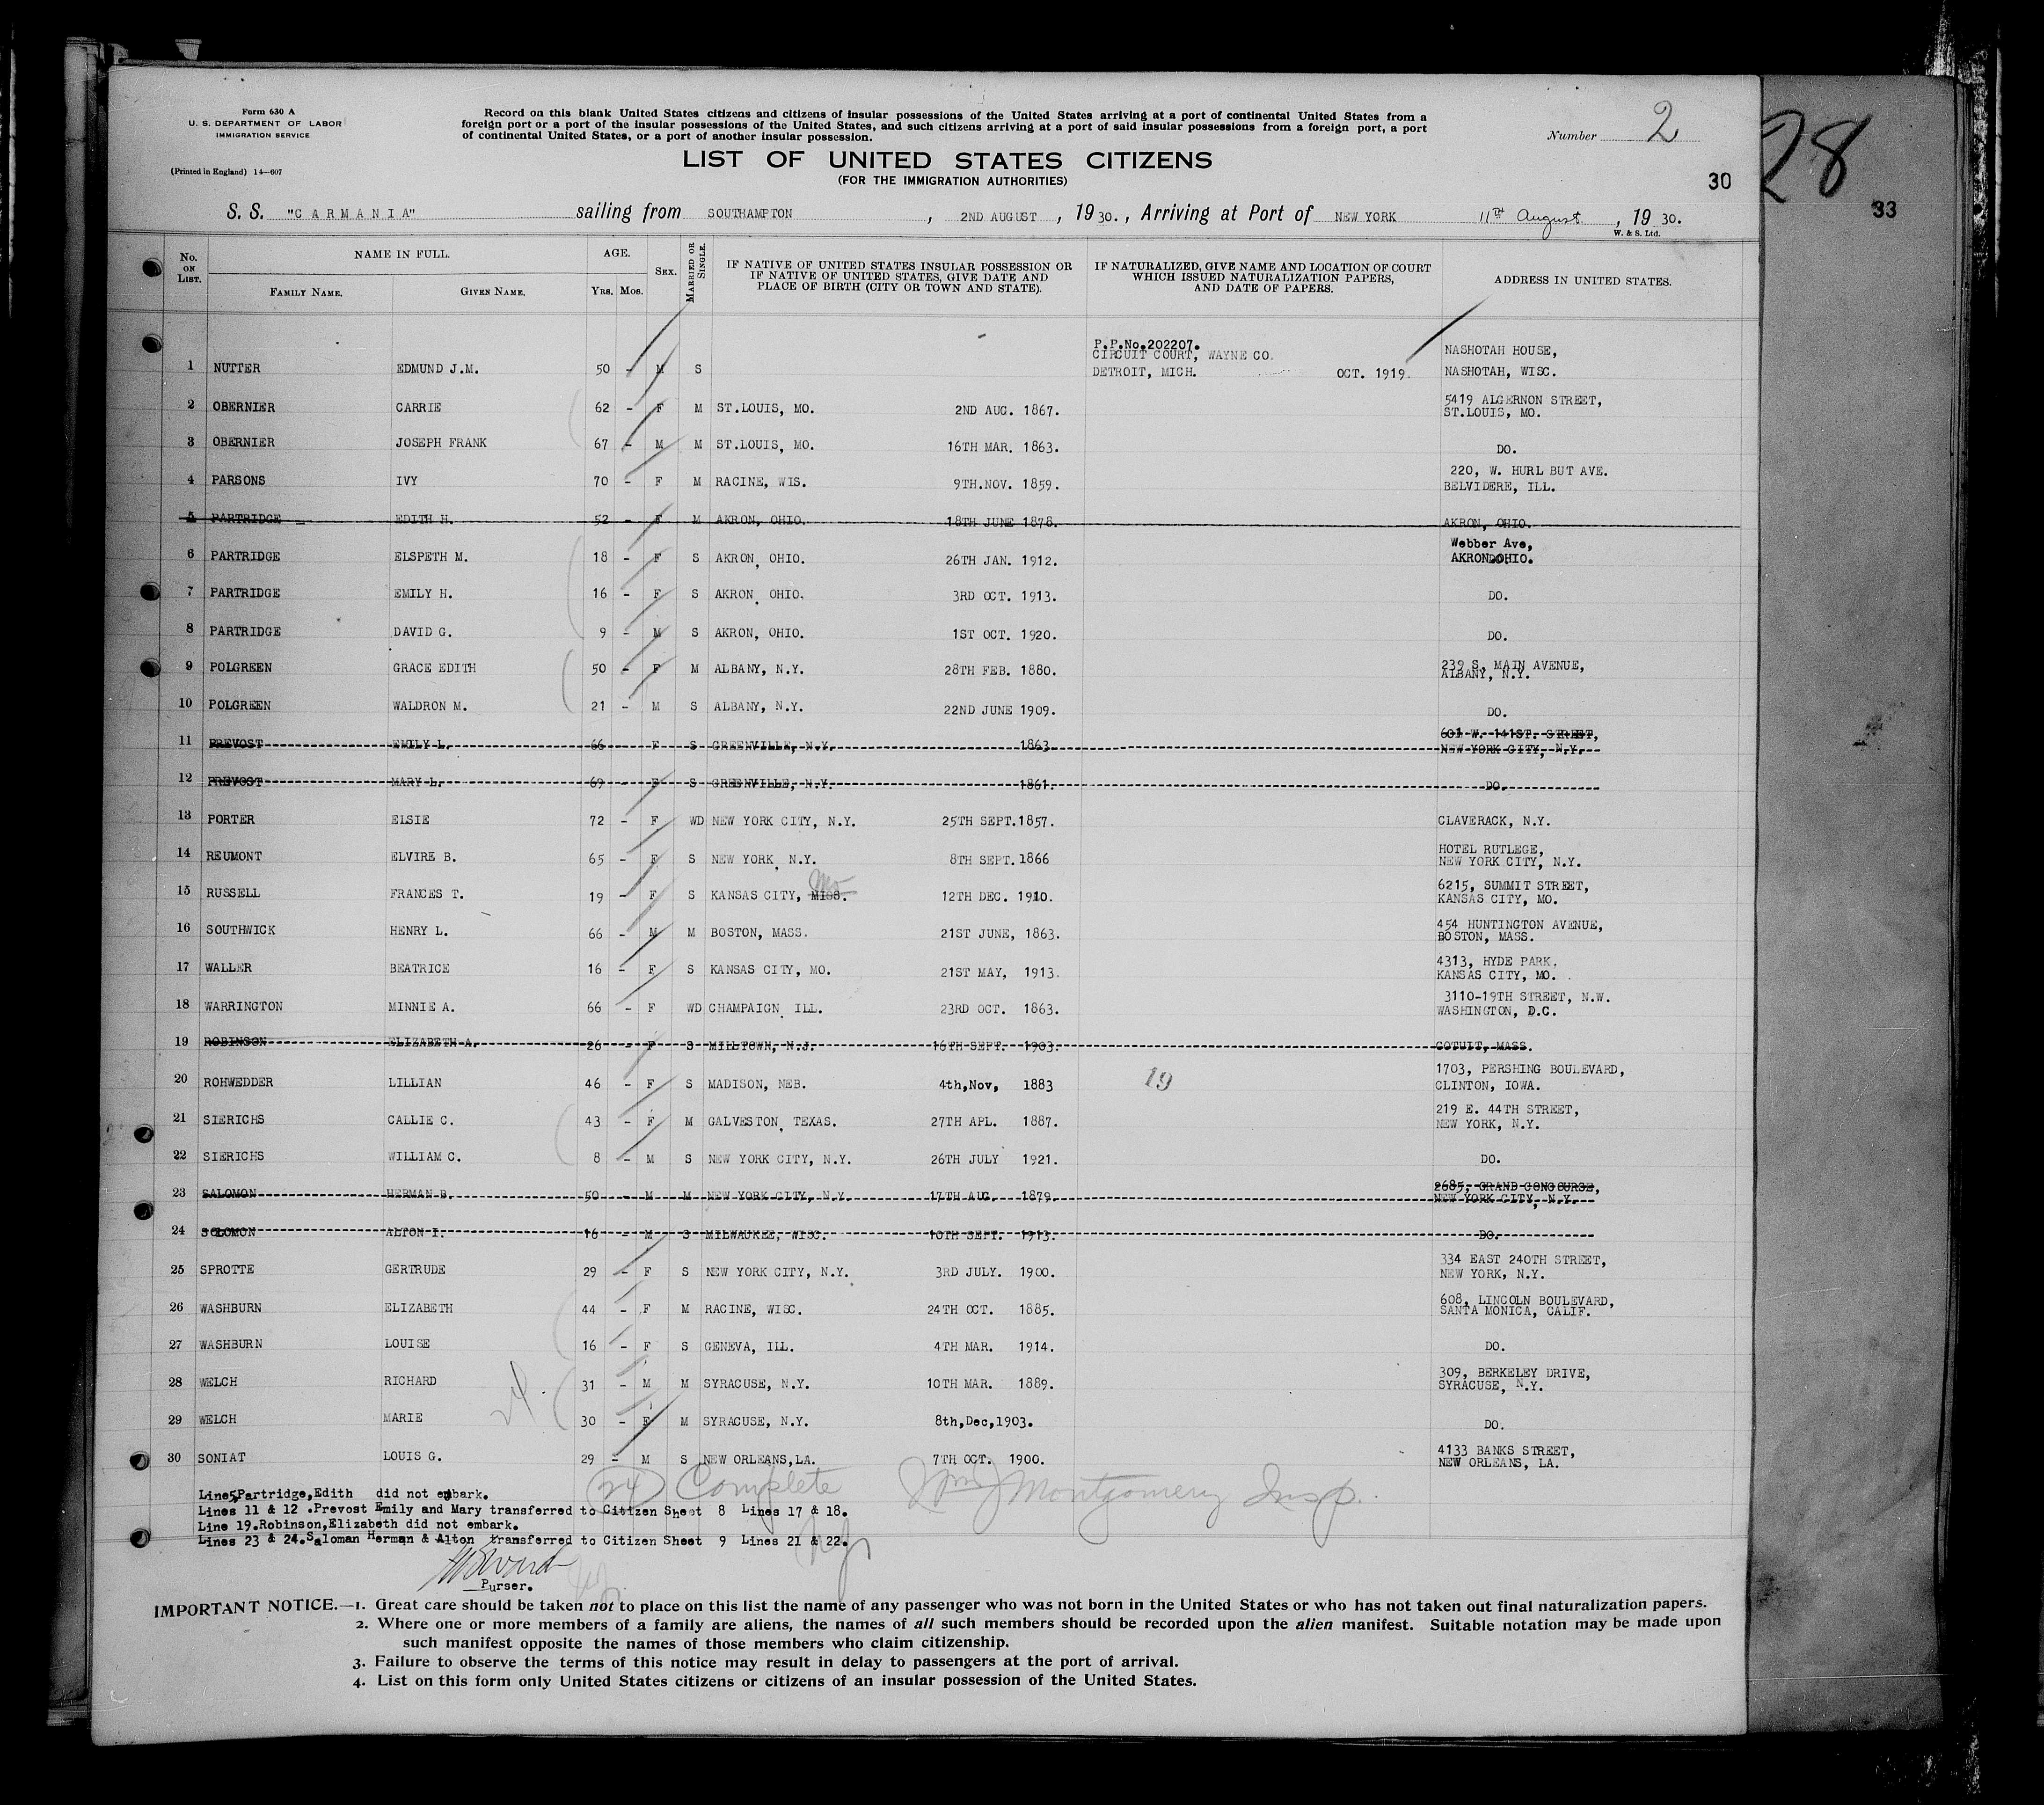 Form 630 A
U. S. DEPARTMENT OF LABOR
IMMIGRATION SERVICE
(Printed in England) 14—607
Record on this blank United States citizens and citizens of insular possessions of the United States arriving at a port of continental United States from a
foreign port or a port of the insular possessions of the United States, and such citizens arriving at a port of said insular possessions from a foreign port, a port
of continental United States, or a port of another insular possession.
Number 2
28
LIST OF UNITED STATES CITIZENS
(FOR THE IMMIGRATION AUTHORITIES)
30
33
S. S. "CARMANIA" sailing from SOUTHAMPTON, 2ND AUGUST, 1930., Arriving at Port of NEW YORK 11th August, 1930.
W. & S. Ltd.
No. ON LIST. NAME IN FULL. FAMILY NAME. GIVEN NAME. AGE. YRS. MOS. SEX. MARRIED OR SINGLE. IF NATIVE OF UNITED STATES INSULAR POSSESSION OR IF NATIVE OF UNITED STATES, GIVE DATE AND PLACE OF BIRTH (CITY OR TOWN AND STATE). IF NATURALIZED, GIVE NAME AND LOCATION OF COURT WHICH ISSUED NATURALIZATION PAPERS, AND DATE OF PAPERS. ADDRESS IN UNITED STATES.
P.P.No.202207.
CIRCUIT COURT, WAYNE CO. NASHOTAH HOUSE,
1 NUTTER EDMUND J.M. 50 - M S DETROIT, MICH. OCT. 1919. NASHOTAH, WISC.
5419 ALGERNON STREET,
2 OBERNIER CARRIE 62 - F M ST.LOUIS, MO. 2ND AUG. 1867. ST.LOUIS, MO.
3 OBERNIER JOSEPH FRANK 67 - M M ST.LOUIS, MO. 16TH MAR. 1863. DO.
220, W. HURL BUT AVE.
4 PARSONS IVY 70 - F M RACINE, WIS. 9TH.NOV. 1859. BELVIDERE, ILL.
5 PARTRIDGE EDITH H. 52 - F M AKRON, OHIO. 18TH JUNE 1878. AKRON, OHIO.
Webber Ave,
6 PARTRIDGE ELSPETH M. 18 - F S AKRON, OHIO. 26TH JAN. 1912. AKRON OHIO.
7 PARTRIDGE EMILY H. 16 - F S AKRON, OHIO. 3RD OCT. 1913. DO.
8 PARTRIDGE DAVID G. 9 - M S AKRON, OHIO. 1ST OCT. 1920. DO.
239 S. MAIN AVENUE,
9 POLGREEN GRACE EDITH 50 - F M ALBANY, N.Y. 28TH FEB. 1880. ALBANY, N.Y.
10 POLGREEN WALDRON M. 21 - M S ALBANY, N.Y. 22ND JUNE 1909. DO.
601 W. 141ST. STREET,
11 PREVOST EMILY L. 66 F S GREENVILLE, N.Y. 1863. NEW YORK CITY, N.Y.
12 PREVOST MARY L. 69 F S GREENVILLE, N.Y. 1861. DO.
13 PORTER ELSIE 72 - F WD NEW YORK CITY, N.Y. 25TH SEPT.1857. CLAVERACK, N.Y.
HOTEL RUTLEGE,
14 REUMONT ELVIRE B. 65 - F S NEW YORK, N.Y. 8TH SEPT.1866 NEW YORK CITY, N.Y.
Mo 6215, SUMMIT STREET,
15 RUSSELL FRANCES T. 19 - F S KANSAS CITY, MISS. 12TH DEC. 1910. KANSAS CITY, MO.
454 HUNTINGTON AVENUE,
16 SOUTHWICK HENRY L. 66 - M M BOSTON, MASS. 21ST JUNE, 1863. BOSTON, MASS.
4313, HYDE PARK.
17 WALLER BEATRICE 16 - F S KANSAS CITY, MO. 21ST MAY, 1913. KANSAS CITY, MO.
3110-19TH STREET, N.W.
18 WARRINGTON MINNIE A. 66 - F WD CHAMPAIGN, ILL. 23RD OCT. 1863. WASHINGTON, D.C.
19 ROBINSON ELIZABETH A. 26 - F S MILLTOWN, N.J. 16TH SEPT. 1903. COTUIT, MASS.
1703, PERSHING BOULEVARD,
20 ROHWEDDER LILLIAN 46 - F S MADISON, NEB. 4th,Nov, 1883 19 CLINTON, IOWA.
219 E. 44TH STREET,
21 SIERICHS CALLIE C. 43 - F M GALVESTON, TEXAS. 27TH APL. 1887. NEW YORK, N.Y.
22 SIERICHS WILLIAM C. 8 - M S NEW YORK CITY, N.Y. 26TH JULY 1921. DO.
2685, GRAND CONCOURGE,
23 SALOMON HERMAN B. 50 - M M NEW YORK CITY, N.Y. 17TH AUG. 1879. NEW YORK CITY, N.Y.
24 SOLOMON ALTON I. 16 - M S MILWAUKEE, WISC. 10TH SEPT. 1913. DO.
334 EAST 240TH STREET,
25 SPROTTE GERTRUDE 29 - F S NEW YORK CITY, N.Y. 3RD JULY. 1900. NEW YORK, N.Y.
608, LINCOLN BOULEVARD,
26 WASHBURN ELIZABETH 44 - F M RACINE, WISC. 24TH OCT. 1885. SANTA MONICA, CALIF.
27 WASHBURN LOUISE 16 - F S GENEVA, ILL. 4TH MAR. 1914. DO.
309, BERKELEY DRIVE,
28 WELCH RICHARD 31 - M M SYRACUSE, N.Y. 10TH MAR. 1889. SYRACUSE, N.Y.
29 WELCH MARIE 24 30 - F M SYRACUSE, N.Y. 8th,Dec,1903. DO.
4133 BANKS STREET,
30 SONIAT LOUIS G. 29 - M S NEW ORLEANS,LA. 7TH OCT. 1900. NEW ORLEANS, LA.
24 Complete Wm J Montgomery Insp.
Line5,Partridge,Edith did not embark.
Lines 11 & 12 .Prevost Emily and Mary transferred to Citizen Sheet 8 Lines 17 & 18.
Line 19.Robinson,Elizabeth did not embark.
Lines 23 & 24.Saloman Herman & Alton transferred to Citizen Sheet 9 Lines 21 & 22.
Purser.
IMPORTANT NOTICE.—1. Great care should be taken not to place on this list the name of any passenger who was not born in the United States or who has not taken out final naturalization papers.
2. Where one or more members of a family are aliens, the names of all such members should be recorded upon the alien manifest. Suitable notation may be made upon
such manifest opposite the names of those members who claim citizenship.
3. Failure to observe the terms of this notice may result in delay to passengers at the port of arrival.
4. List on this form only United States citizens or citizens of an insular possession of the United States.